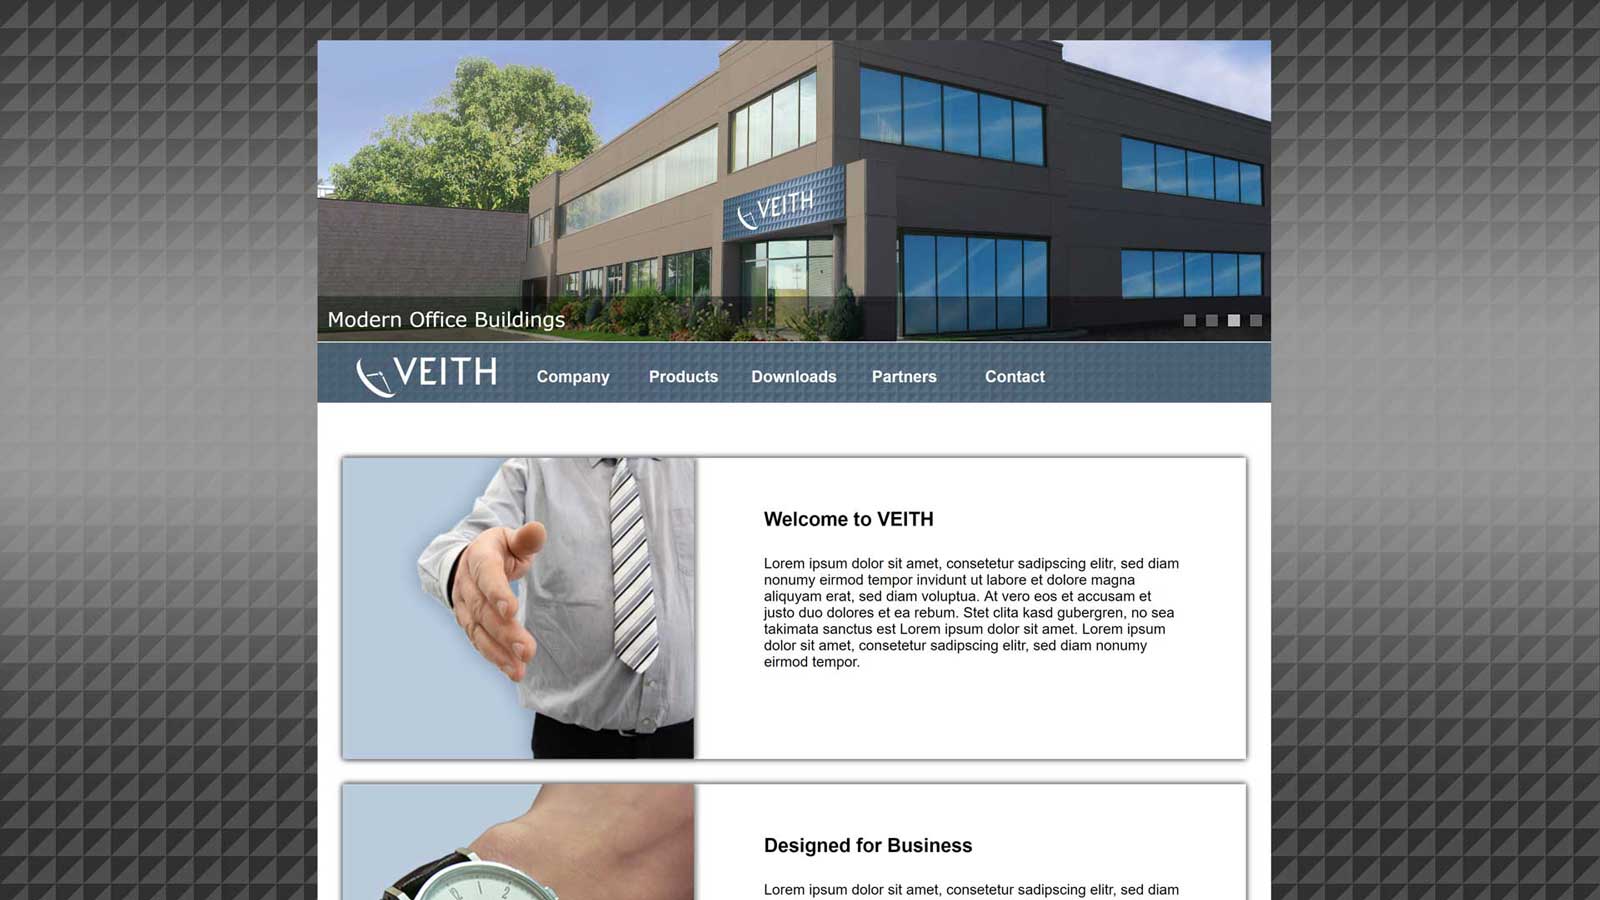 VEITH
Modern Office Buildings
VEITH
Company
Products
Downloads
Partners
Contact
Welcome to VEITH
Lorem ipsum dolor sit amet, consetetur sadipscing elitr, sed diam
nonumy eirmod tempor invidunt ut labore et dolore magna
aliquyam erat, sed diam voluptua. At vero eos et accusam et
justo duo dolores et ea rebum. Stet clita kasd gubergren, no sea
takimata sanctus est Lorem ipsum dolor sit amet. Lorem ipsum
dolor sit amet, consetetur sadipscing elitr, sed diam nonumy
eirmod tempor.
Designed for Business
Lorem ipsum dolor sit amet, consetetur sadipscing elitr, sed diam
1
2